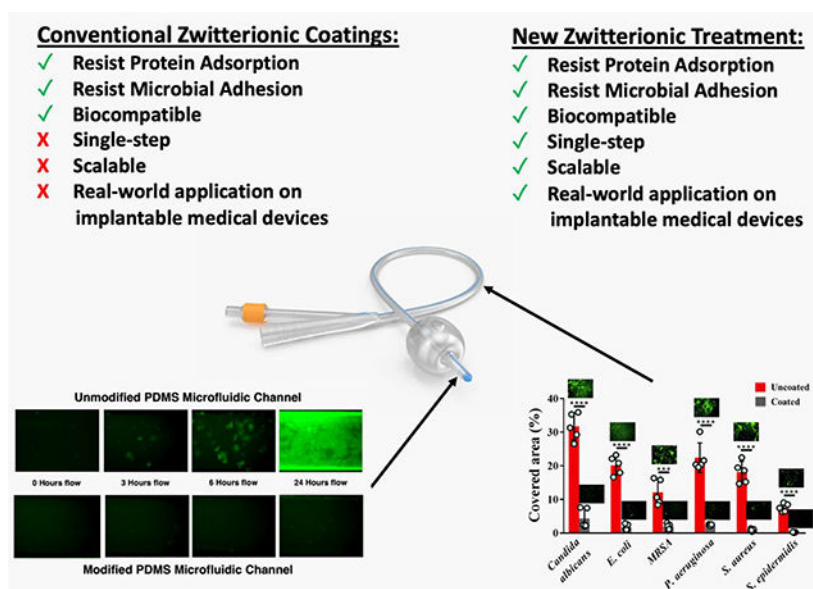 Conventional Zwitterionic Coatings:
✓ Resist Protein Adsorption
✓ Resist Microbial Adhesion
✓ Biocompatible
X Single-step
X Scalable
X Real-world application on
implantable medical devices
New Zwitterionic Treatment:
✓ Resist Protein Adsorption
✓ Resist Microbial Adhesion
✓ Biocompatible
✓ Single-step
✓ Scalable
✓ Real-world application on
implantable medical devices
Unmodified PDMS Microfluidic Channel
0 Hours flow
3 Hours flow
6 Hours flow
24 Hours flow
Modified PDMS Microfluidic Channel
Uncoated
Coated
Covered area (%)
40
30
20
10
0
****
****
***
****
****
****
Candida
albicans
E. coli
MRSA
P. aeruginosa
S. aureus
S. epidermidis